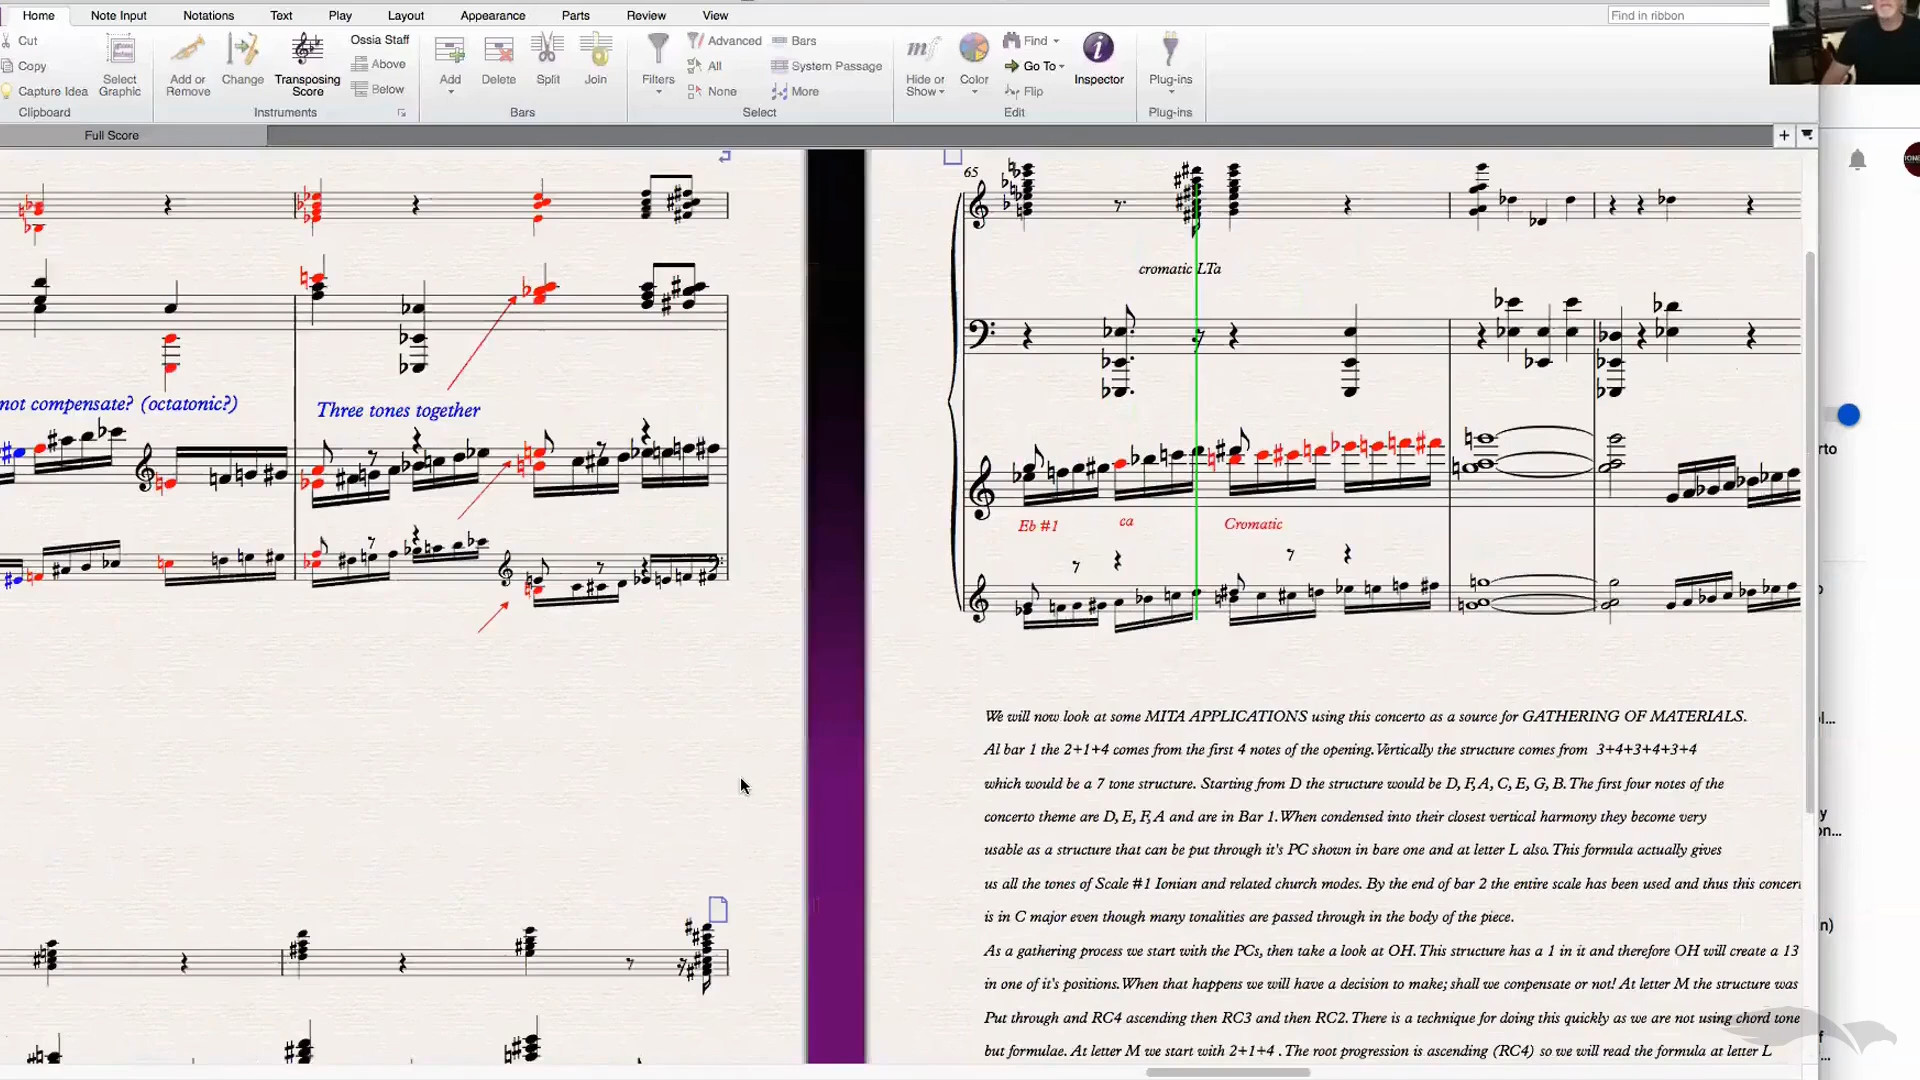 Home Note Input Notations Text Play Layout Appearance Parts Review View
Find in ribbon
Cut
Copy
Capture Idea
Clipboard
Select
Graphic
Add or
Remove
Change
Transposing
Score
Ossia Staff
Above
Below
Instruments
Add
Delete
Split
Join
Bars
Filters
Advanced
All
None
Bars
System Passage
More
Select
Hide or
Show
Color
Find
Go To
Flip
Inspector
Edit
Plug-ins
Plug-ins
Full Score
65
cromatic LTa
not compensate? (octatonic?)
Three tones together
Eb #1
ca
Cromatic
We will now look at some MITA APPLICATIONS using this concerto as a source for GATHERING OF MATERIALS.
Al bar 1 the 2+1+4 comes from the first 4 notes of the opening. Vertically the structure comes from 3+4+3+4+3+4
which would be a 7 tone structure. Starting from D the structure would be D, F, A, C, E, G, B. The first four notes of the
concerto theme are D, E, F, A and are in Bar 1. When condensed into their closest vertical harmony they become very
usable as a structure that can be put through it's PC shown in bare one and at letter L also. This formula actually gives
us all the tones of Scale #1 Ionian and related church modes. By the end of bar 2 the entire scale has been used and thus this concert
is in C major even though many tonalities are passed through in the body of the piece.
As a gathering process we start with the PCs, then take a look at OH. This structure has a 1 in it and therefore OH will create a 13
in one of it's positions. When that happens we will have a decision to make; shall we conpensate or not! At letter M the structure was
Put through and RC4 ascending then RC3 and then RC2. There is a technique for doing this quickly as we are not using chord tone
but formulae. At letter M we start with 2+1+4 . The root progression is ascending (RC4) so we will read the formula at letter L